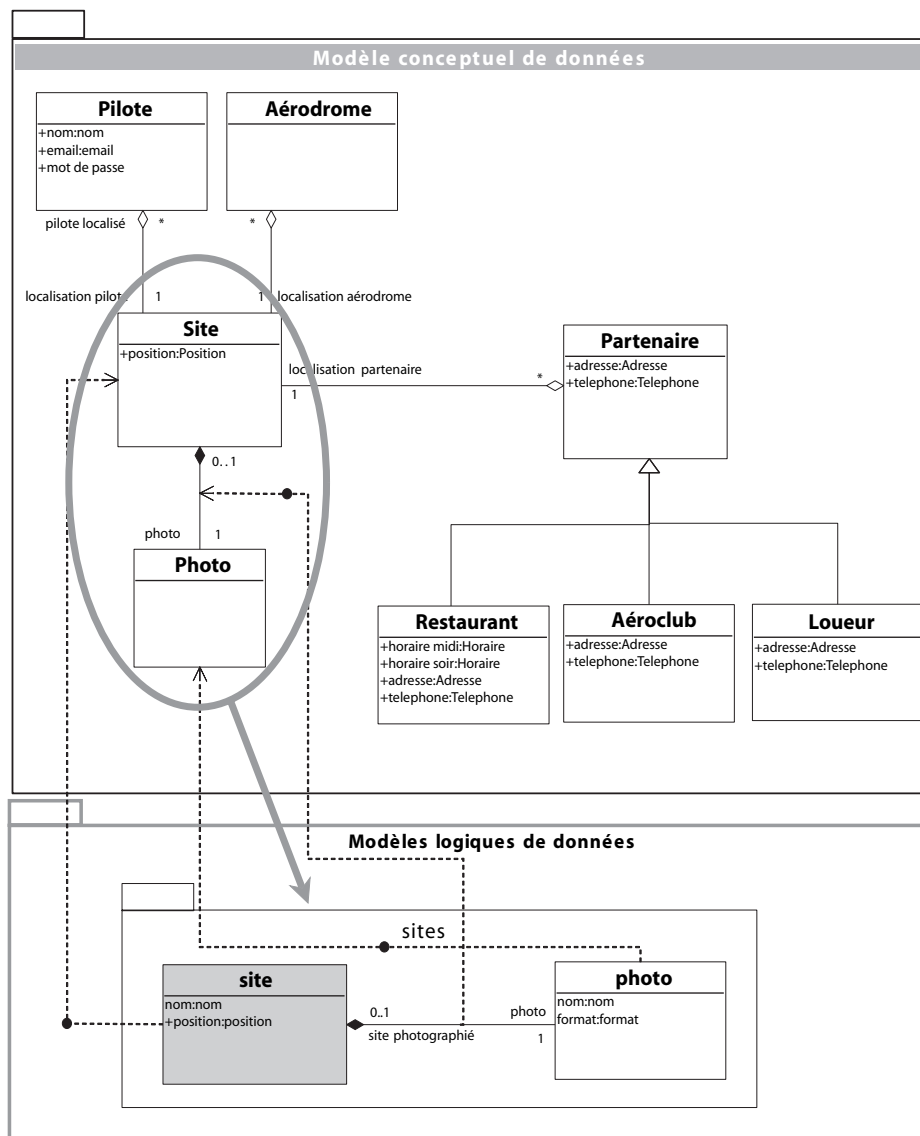 Modèle conceptuel de données
Pilote
+nom:nom
+email:email
+mot de passe
Aérodrome
pilote localisé
*
*
localisation pilote
1
1
localisation aérodrome
Site
+position:Position
localisation partenaire
1
*
Partenaire
+adresse:Adresse
+telephone:Telephone
0..1
photo
1
Photo
Restaurant
+horaire midi:Horaire
+horaire soir:Horaire
+adresse:Adresse
+telephone:Telephone
Aéroclub
+adresse:Adresse
+telephone:Telephone
Loueur
+adresse:Adresse
+telephone:Telephone
Modèles logiques de données
sites
site
nom:nom
+position:position
0..1
site photographié
photo
1
photo
nom:nom
format:format